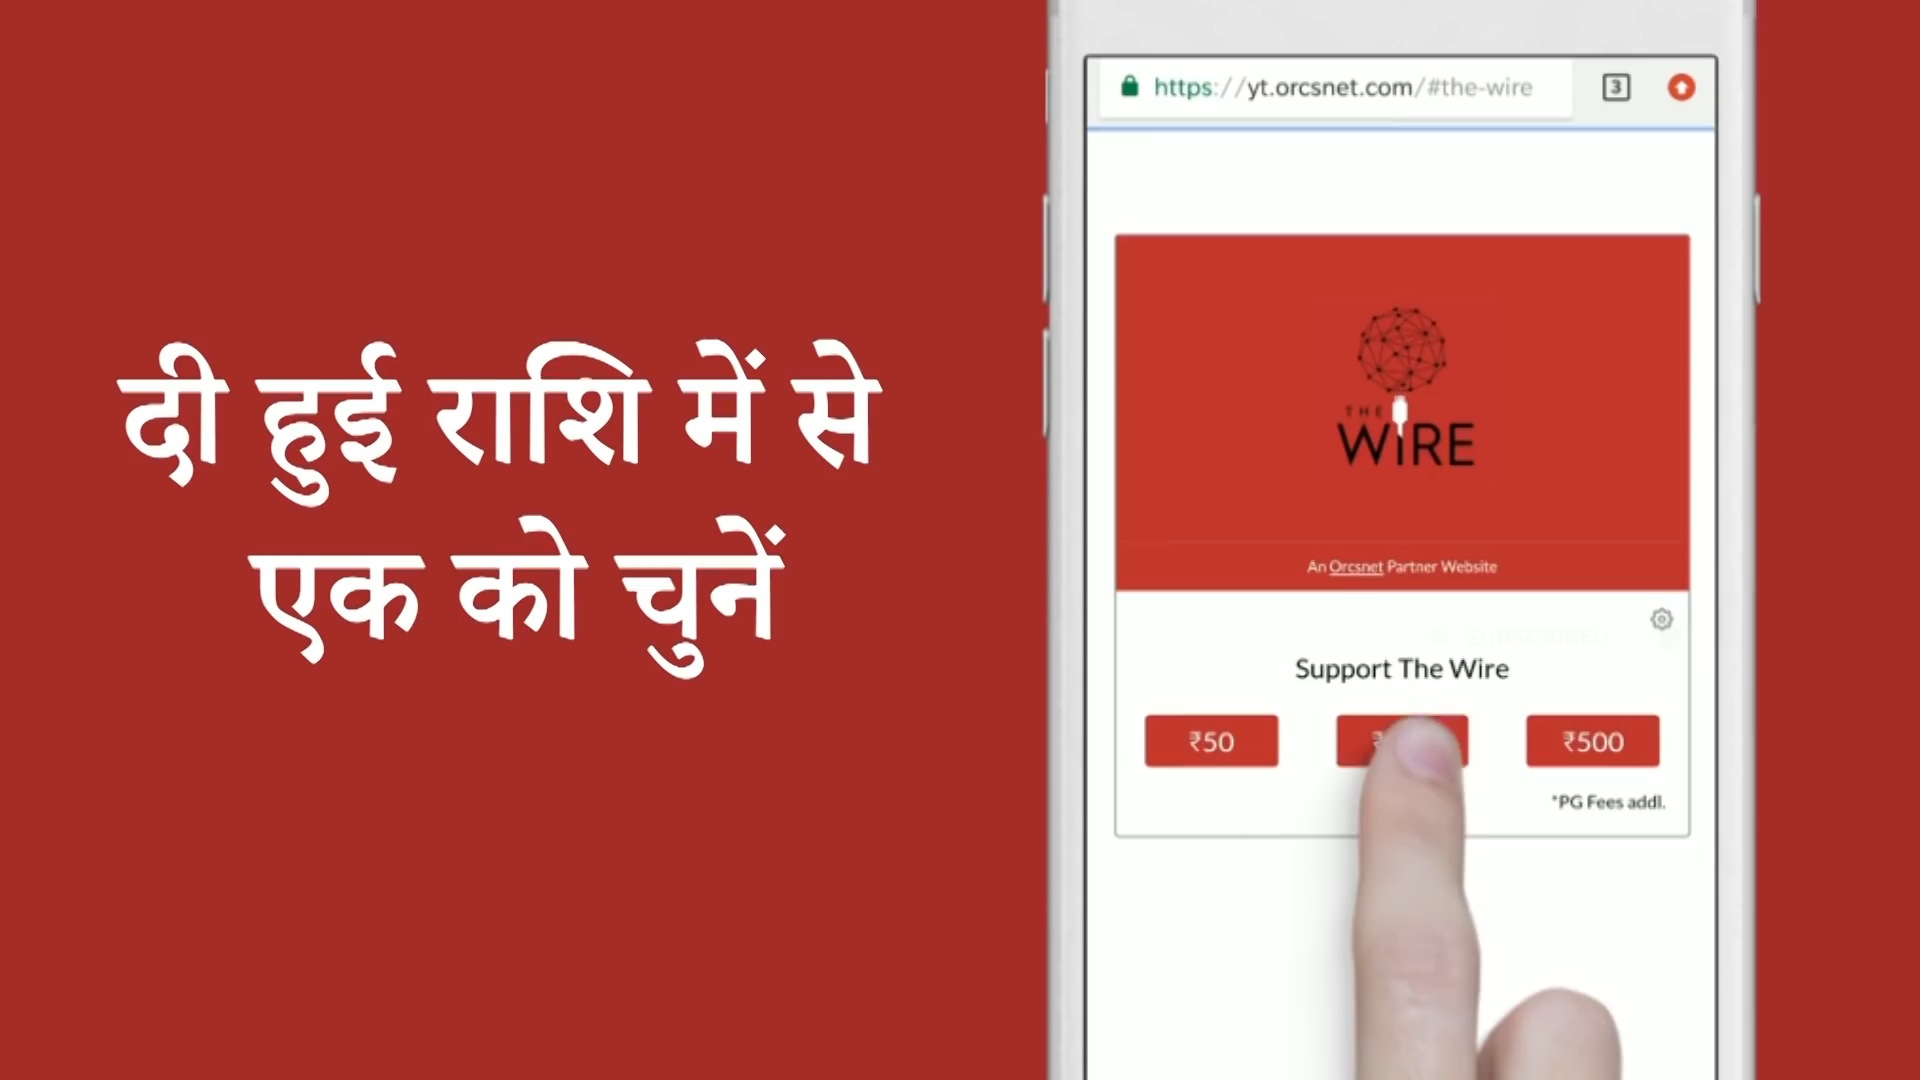 दी हुई राशि में से
एक को चुनें
https://yt.orcsnet.com/#the-wire
3
THE
WIRE
An Orcsnet Partner Website
Support The Wire
₹50
₹500
*PG Fees addl.